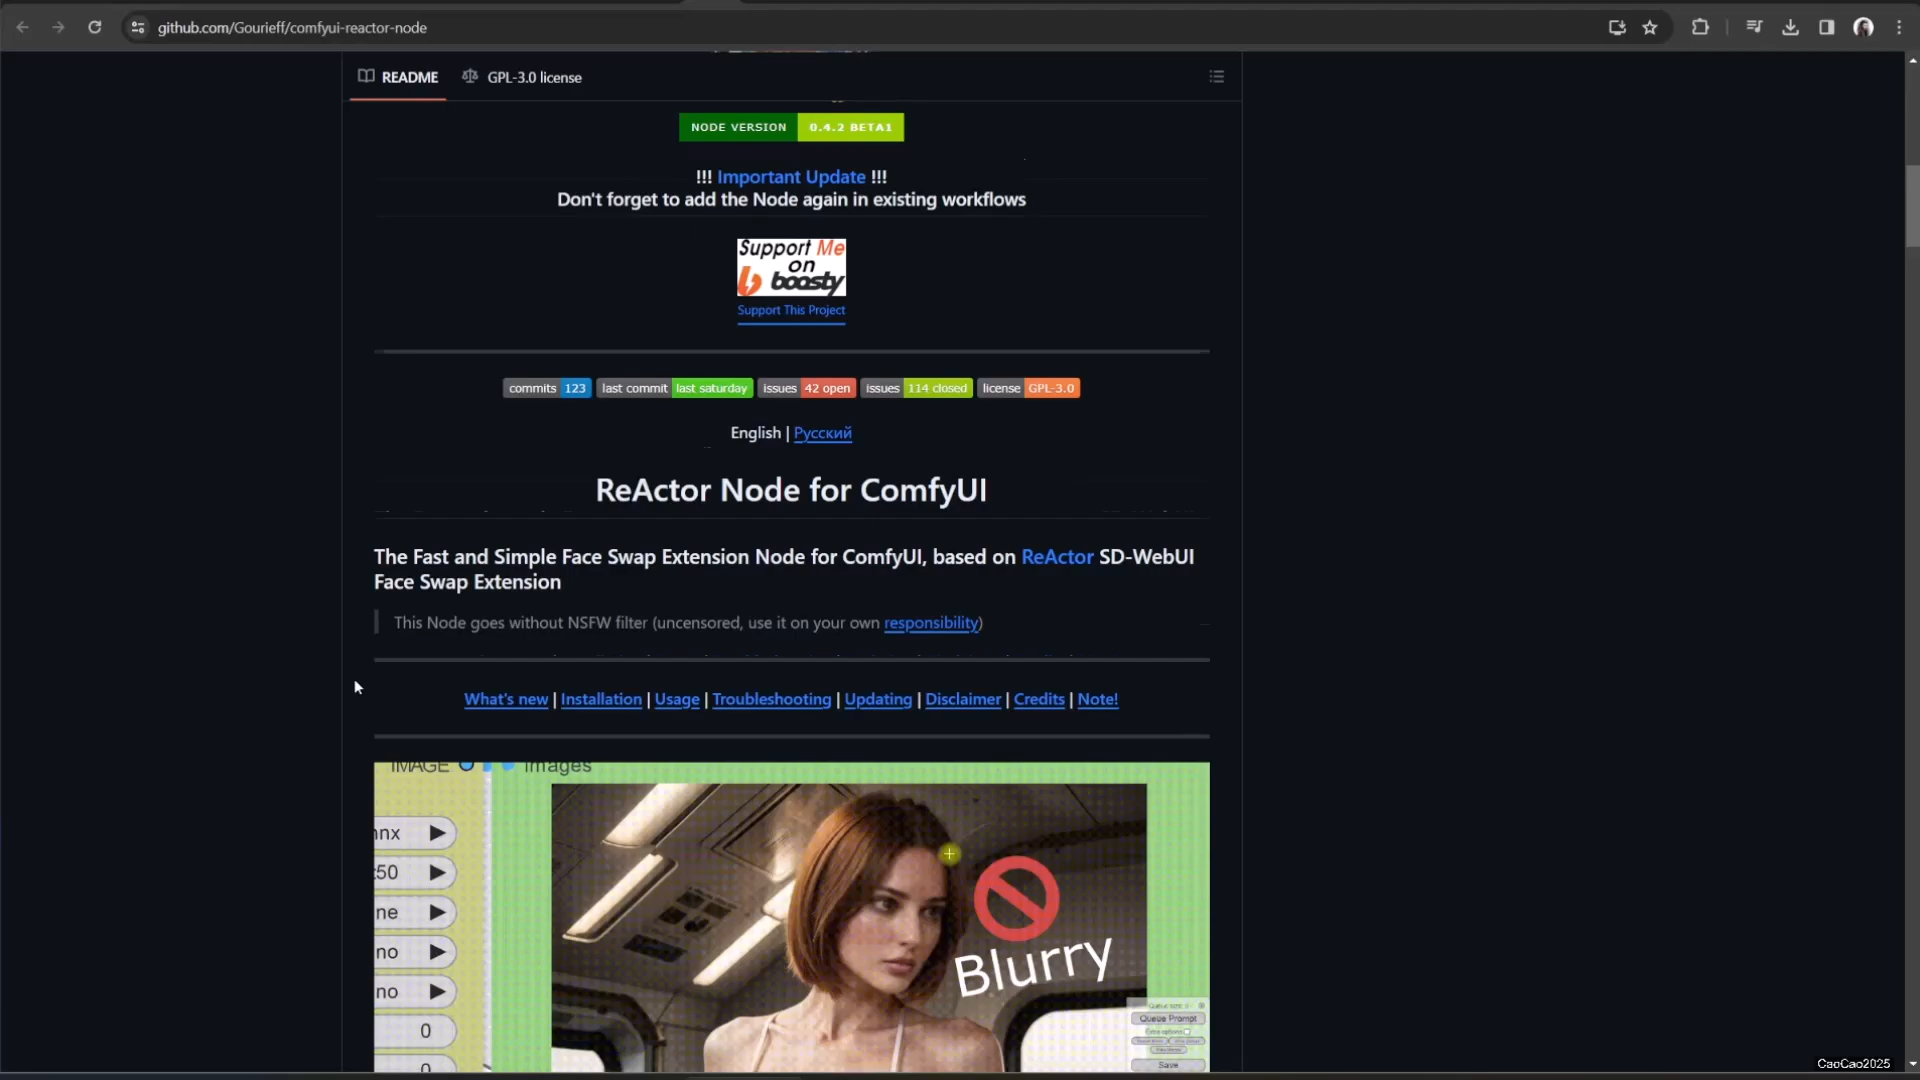 github.com/Gourieff/comfyui-reactor-node
README GPL-3.0 license
NODE VERSION 0.4.2 BETA1
!!! Important Update !!!
Don't forget to add the Node again in existing workflows
Support Me
on
boosty
Support This Project
commits 123 last commit last saturday issues 42 open issues 114 closed license GPL-3.0
English | Русский
ReActor Node for ComfyUI
The Fast and Simple Face Swap Extension Node for ComfyUI, based on ReActor SD-WebUI
Face Swap Extension
This Node goes without NSFW filter (uncensored, use it on your own responsibility)
What's new | Installation | Usage | Troubleshooting | Updating | Disclaimer | Credits | Note!
IMAGE images
nnx
:50
ne
no
no
0
0
Blurry
Queue Prompt
Save
CaoCao2025